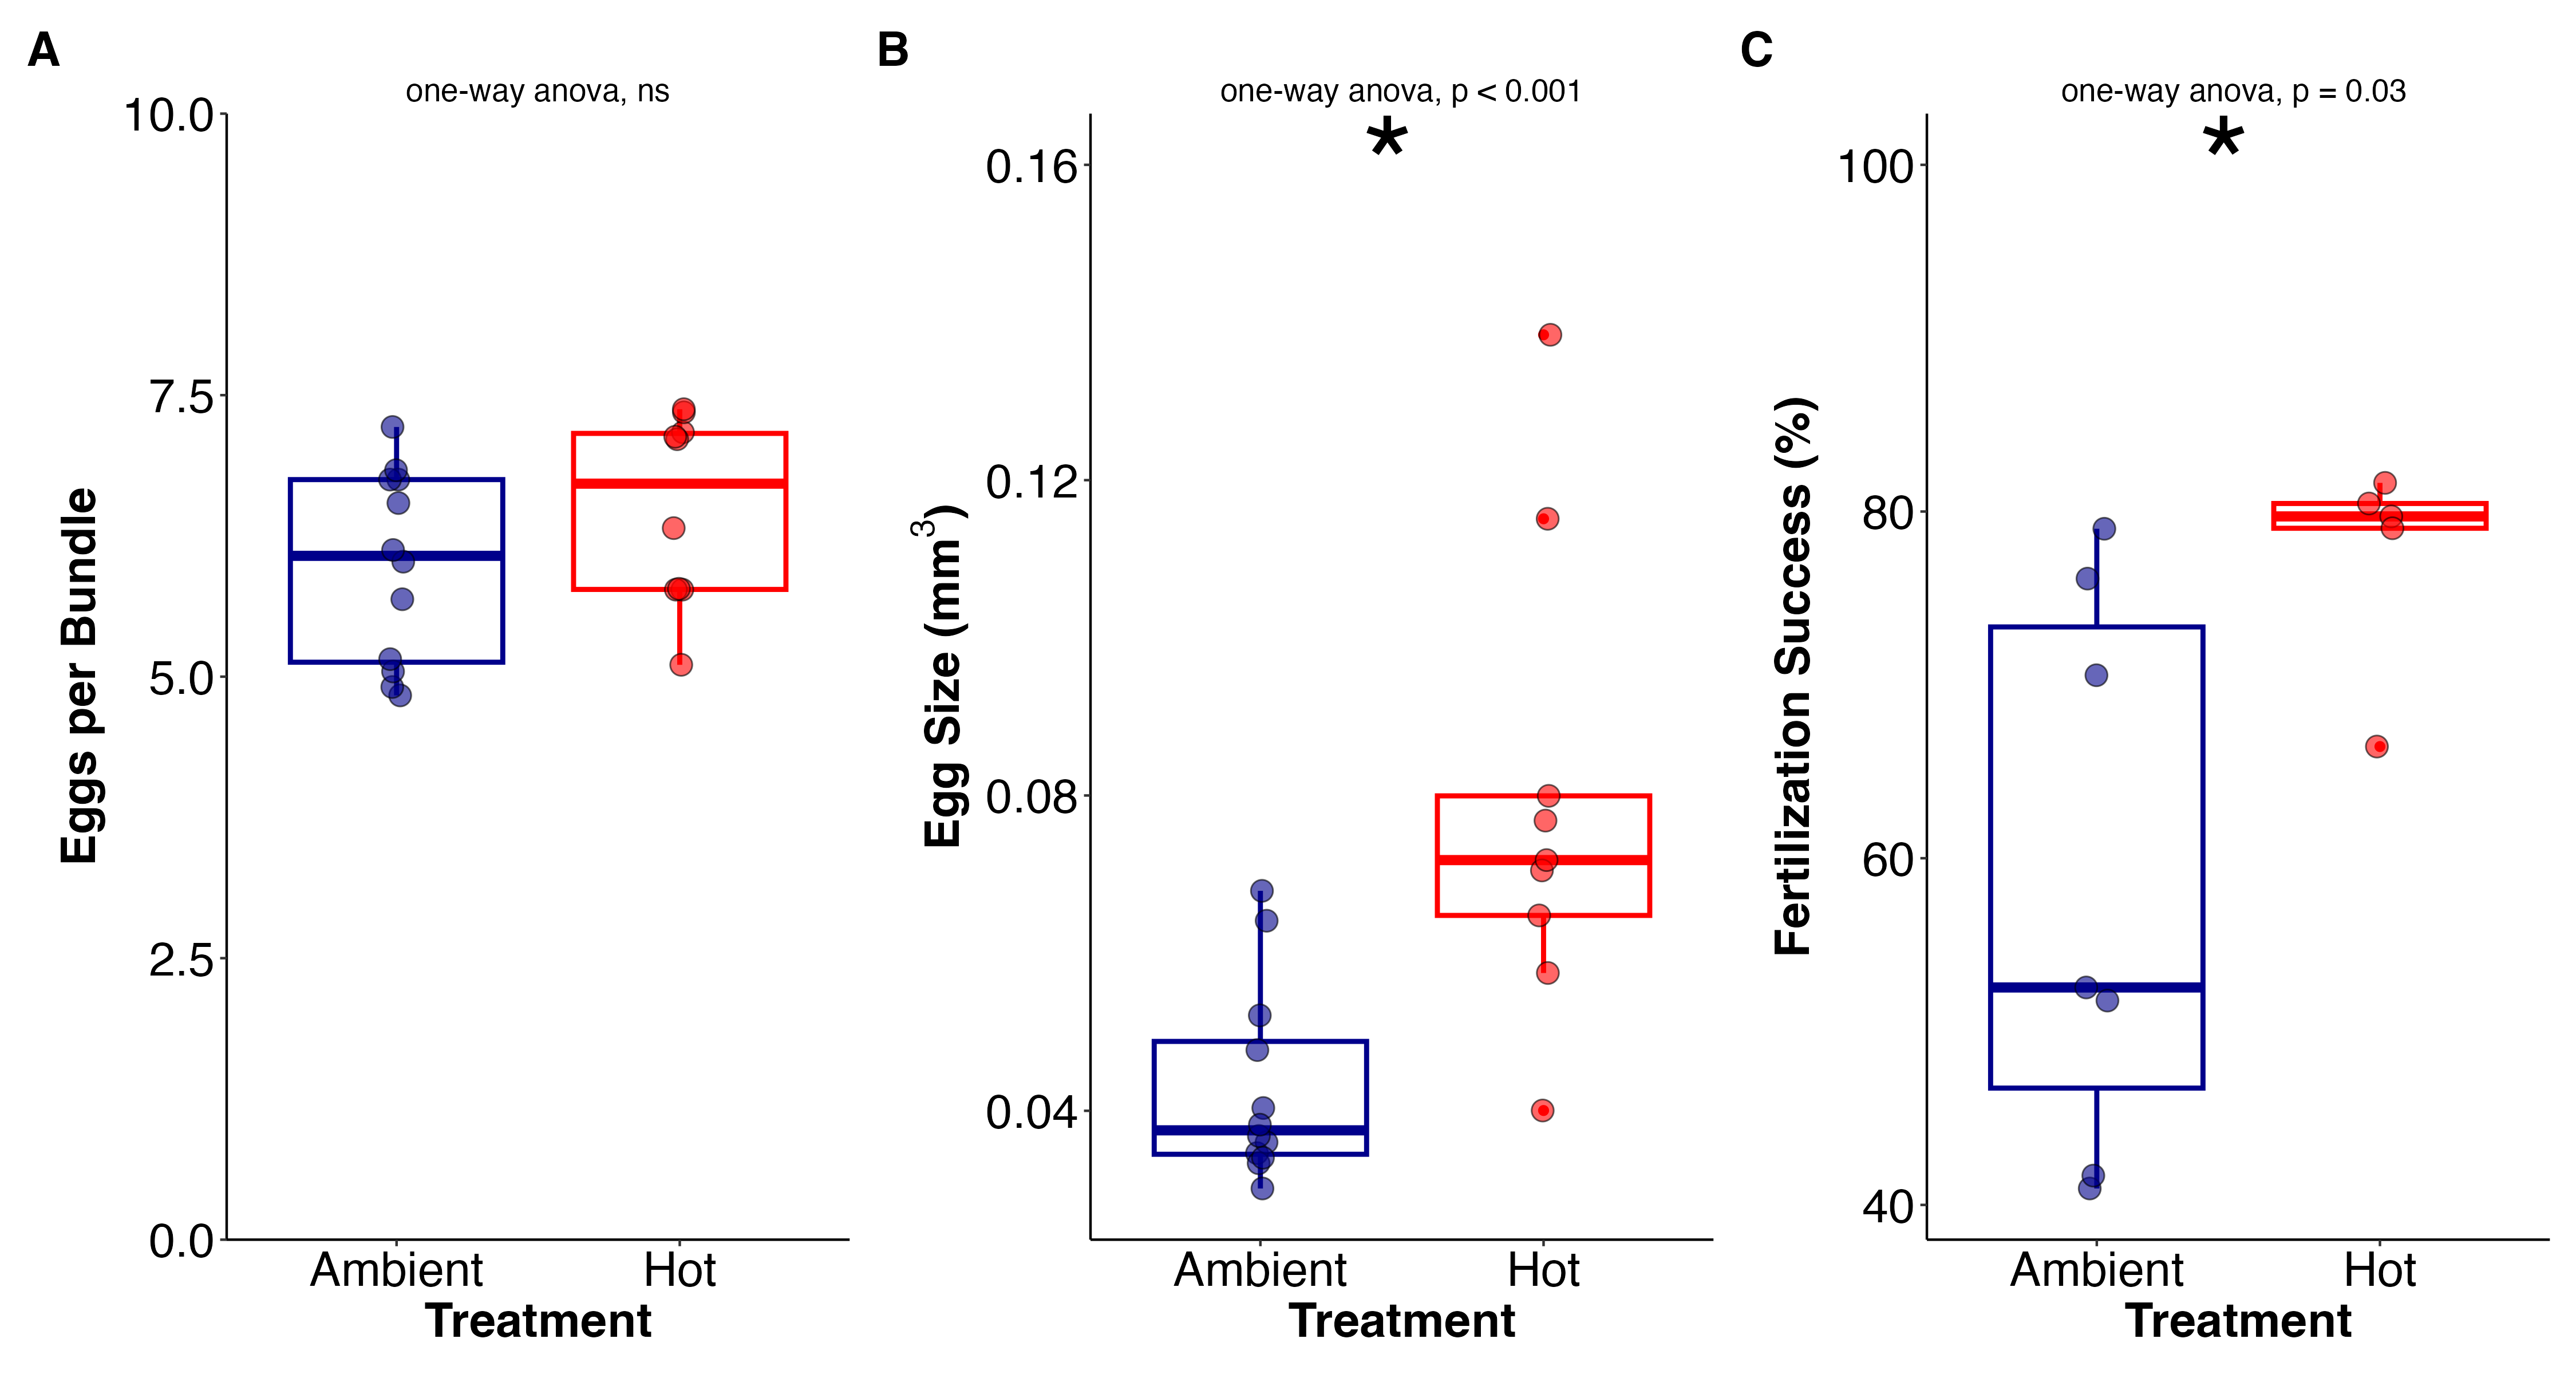 A
one-way anova, ns
10.0
7.5
5.0
2.5
0.0
Eggs per Bundle
Ambient
Hot
Treatment
B
one-way anova, p < 0.001
*
0.16
0.12
0.08
0.04
Egg Size (mm³)
Ambient
Hot
Treatment
C
one-way anova, p = 0.03
*
100
80
60
40
Fertilization Success (%)
Ambient
Hot
Treatment